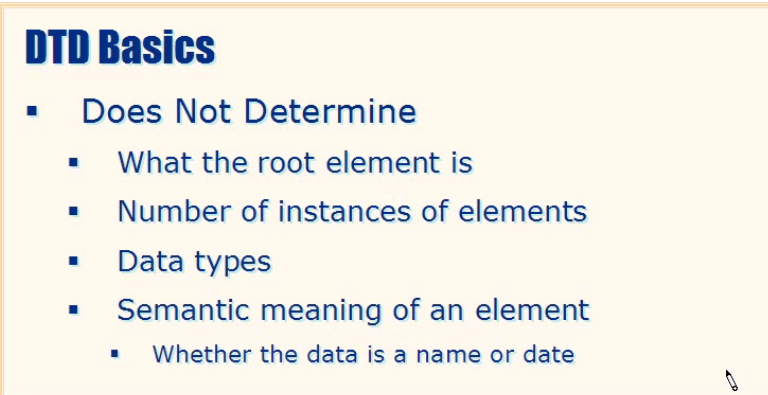 DTD Basics
▪ Does Not Determine
▪ What the root element is
▪ Number of instances of elements
▪ Data types
▪ Semantic meaning of an element
▪ Whether the data is a name or date